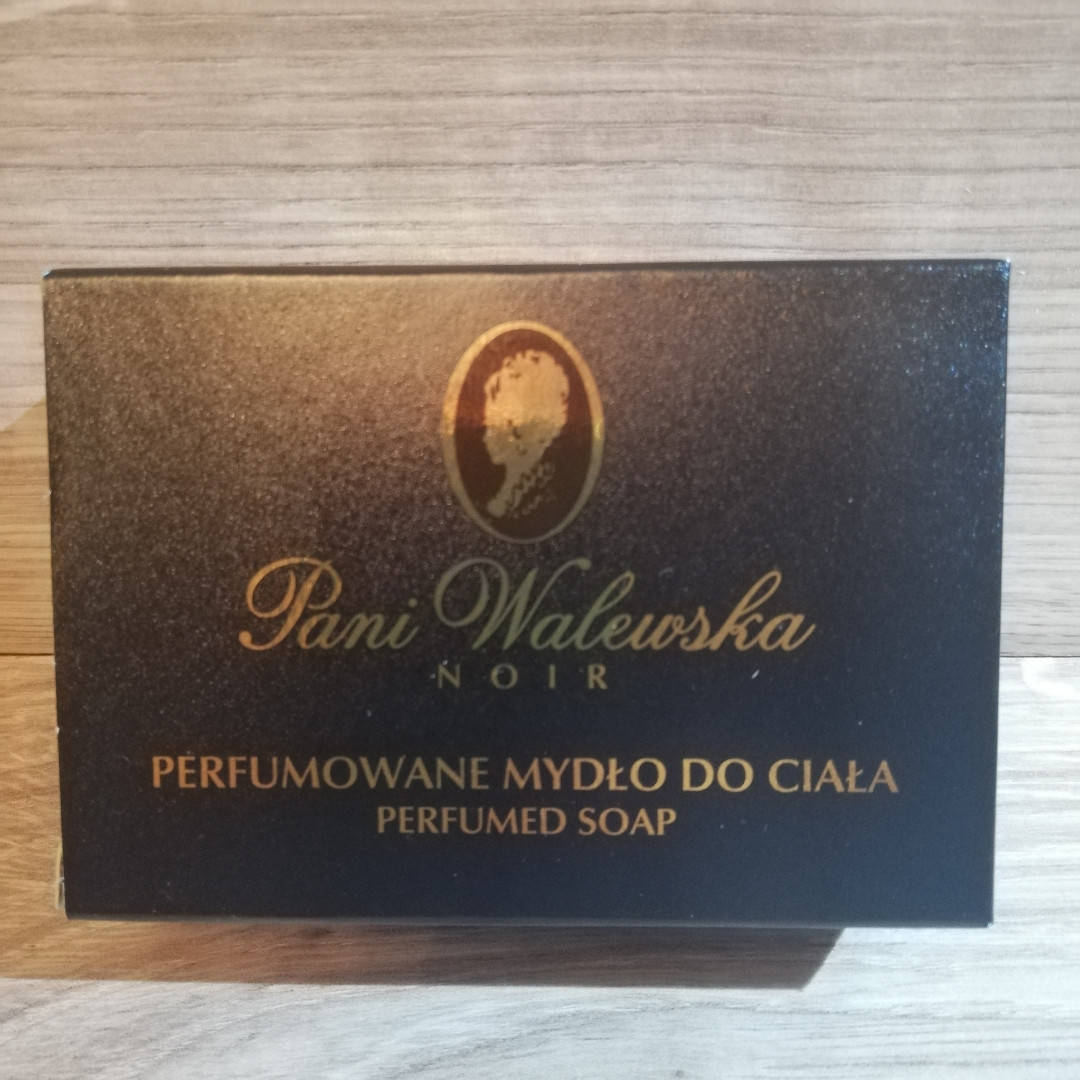 Pani Walewska
NOIR
PERFUMOWANE MYDŁO DO CIAŁA
PERFUMED SOAP